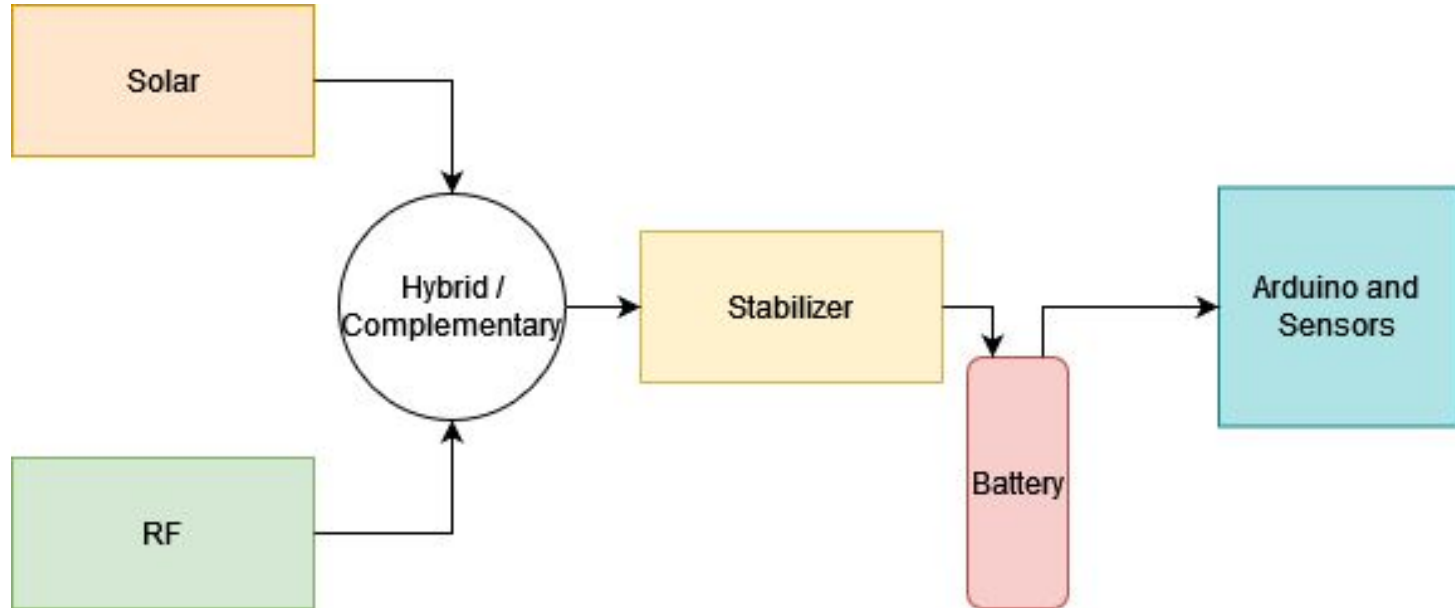 Solar
Hybrid /
Complementary
Stabilizer
Arduino and
Sensors
Battery
RF